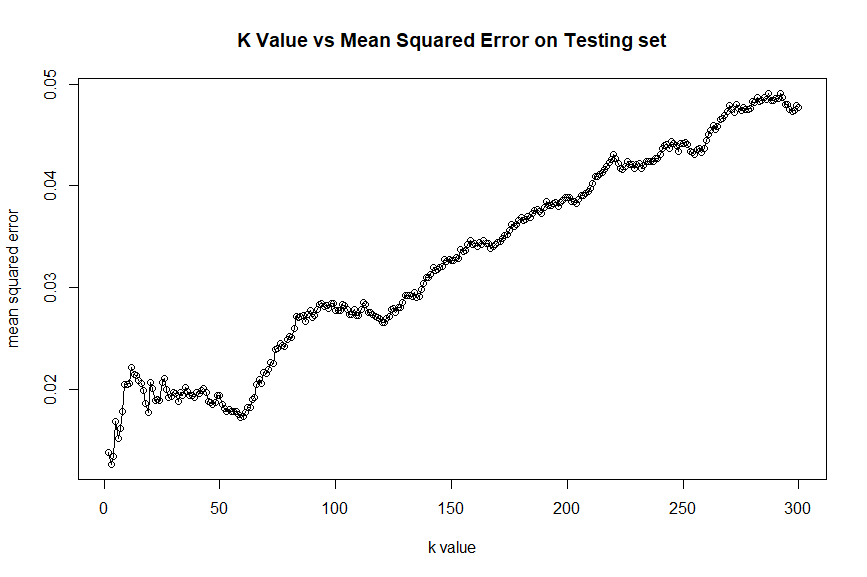 K Value vs Mean Squared Error on Testing set
mean squared error
0.05
0.04
0.03
0.02
0 50 100 150 200 250 300
k value